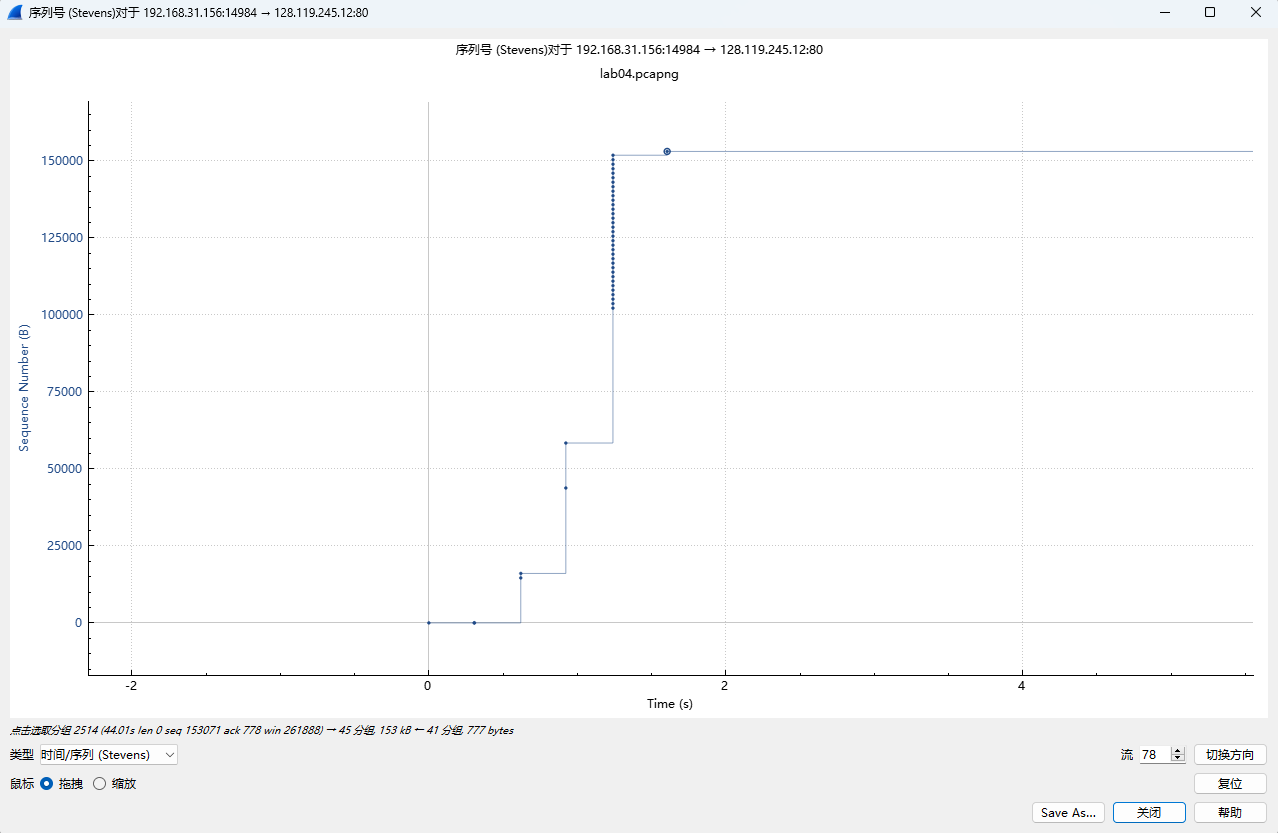 序列号 (Stevens)对于 192.168.31.156:14984 → 128.119.245.12:80
序列号 (Stevens)对于 192.168.31.156:14984 → 128.119.245.12:80
lab04.pcapng
Sequence Number (B)
150000
125000
100000
75000
50000
25000
0
-2 0 2 4
Time (s)
点击选取分组 2514 (44.01s len 0 seq 153071 ack 778 win 261888) → 45 分组, 153 kB ← 41 分组, 777 bytes
类型 时间/序列 (Stevens) 流 78 切换方向
鼠标 拖拽 缩放 复位
Save As... 关闭 帮助